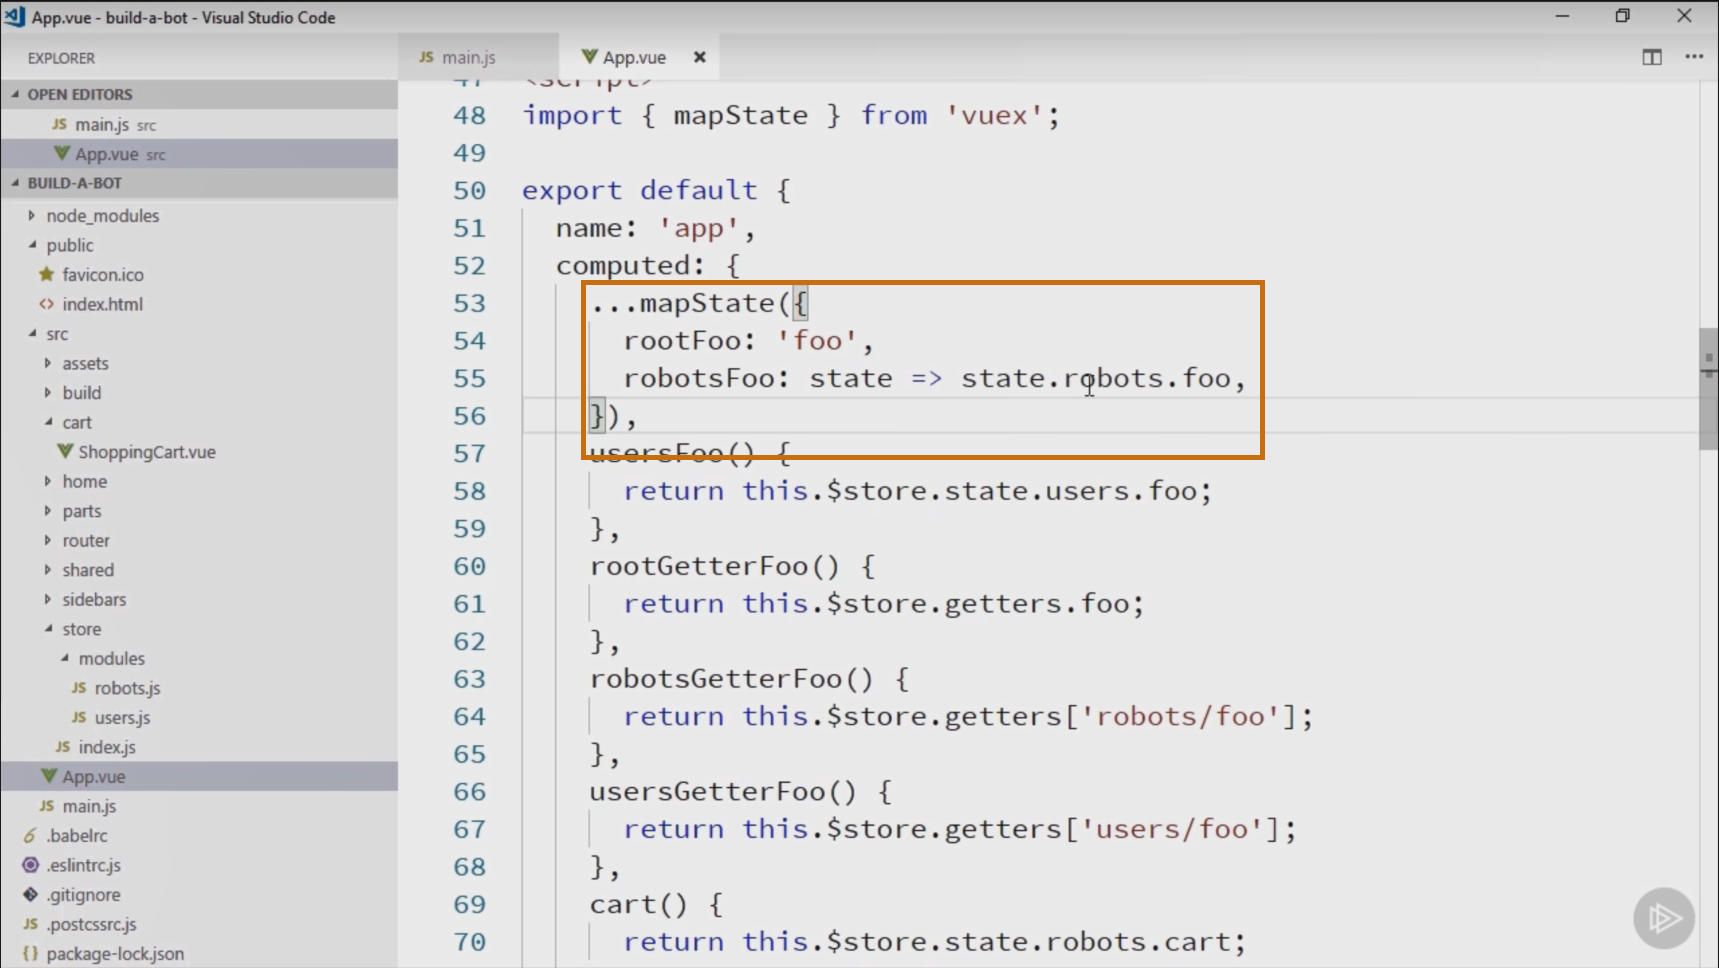 App.vue - build-a-bot - Visual Studio Code
EXPLORER
OPEN EDITORS
JS main.js src
App.vue src
BUILD-A-BOT
node_modules
public
favicon.ico
<> index.html
src
assets
build
cart
ShoppingCart.vue
home
parts
router
shared
sidebars
store
modules
JS robots.js
JS users.js
JS index.js
App.vue
JS main.js
6 .babelrc
.eslintrc.js
.gitignore
JS .postcssrc.js
{} package-lock.json
JS main.js
App.vue
47 <script>
48 import { mapState } from 'vuex';
49
50 export default {
51 name: 'app',
52 computed: {
53 ...mapState({
54 rootFoo: 'foo',
55 robotsFoo: state => state.robots.foo,
56 }),
57 usersFoo() {
58 return this.$store.state.users.foo;
59 },
60 rootGetterFoo() {
61 return this.$store.getters.foo;
62 },
63 robotsGetterFoo() {
64 return this.$store.getters['robots/foo'];
65 },
66 usersGetterFoo() {
67 return this.$store.getters['users/foo'];
68 },
69 cart() {
70 return this.$store.state.robots.cart;